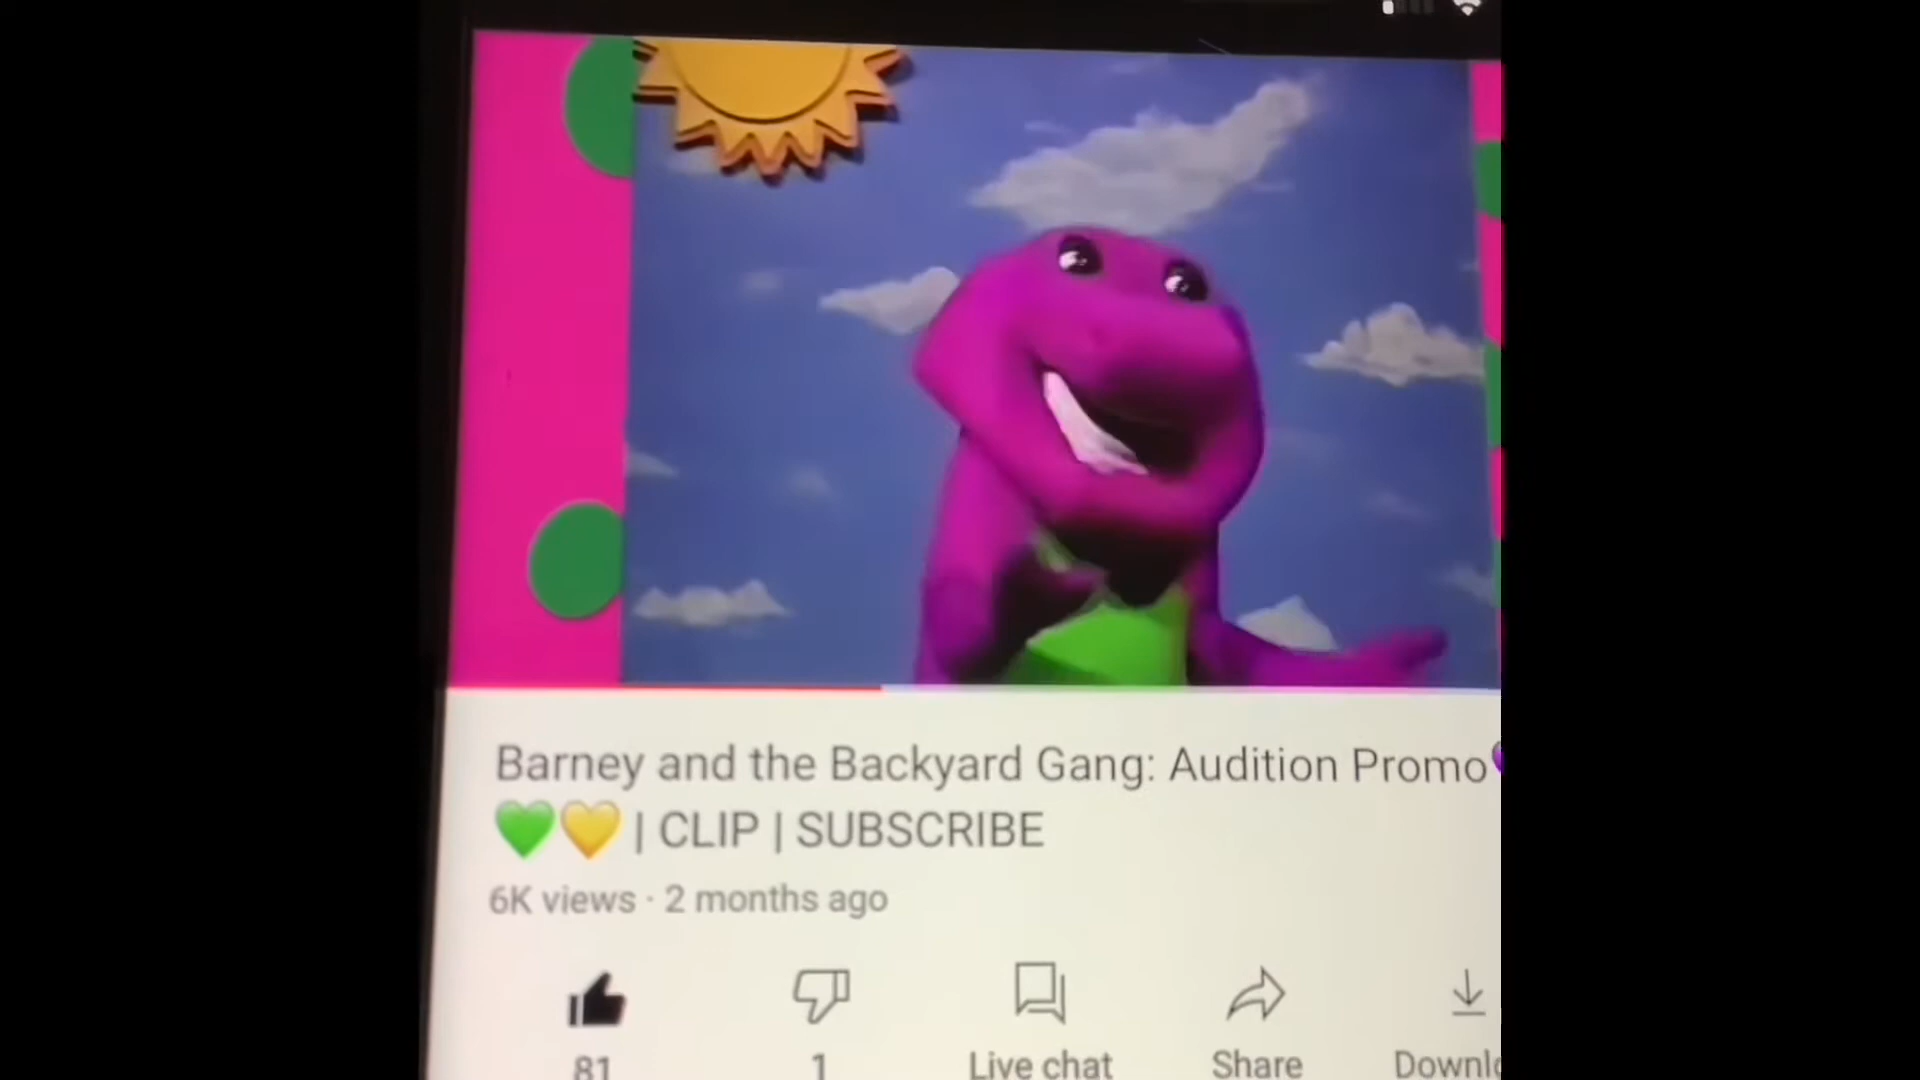 Barney and the Backyard Gang: Audition Promo💜
💚💛 | CLIP | SUBSCRIBE
6K views · 2 months ago
81
1
Live chat
Share
Downlo